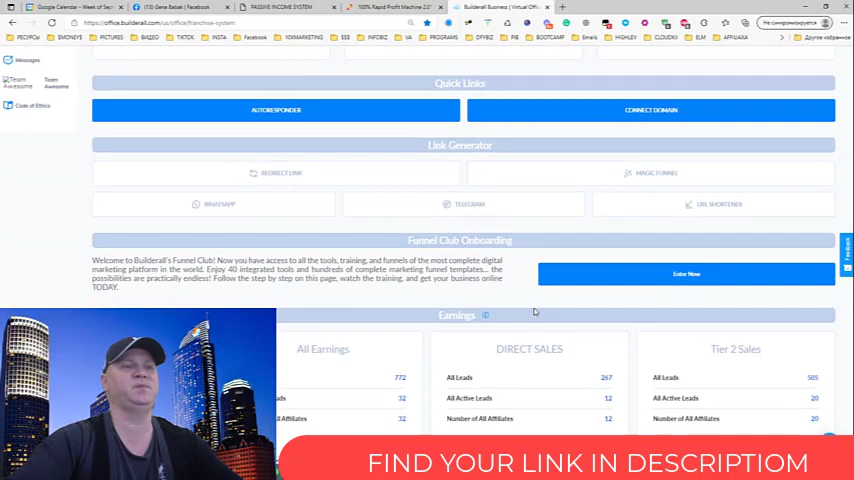 Google Calendar - Week of Sep
(13) Gena Babak | Facebook
PASSIVE INCOME SYSTEM
100% Rapid Profit Machine 2.0
Builderall Business | Virtual Offi
https://office.builderall.com/us/office/franchise-system
Не синхронизируется
РЕСУРСЫ
$MONEY$
PICTURES
ВИДЕО
TIKTOK
INSTA
Facebook
10XMARKETING
$$$
INFOBIZ
VA
PROGRAMS
DFYBIZ
PIB
BOOKING
Emails
HIGHLEV
CLOUDKII
ELM
AFFILIAXA
Другое избранное
Messages
Team Awesome
Team Awesome
Code of Ethics
Quick Links
AUTORESPONDER
CONNECT DOMAIN
Link Generator
REDIRECT LINK
MAGIC FUNNEL
WHATSAPP
TELEGRAM
URL SHORTENER
Funnel Club Onboarding
Welcome to Builderall's Funnel Club! Now you have access to all the tools, training, and funnels of the most complete digital
marketing platform in the world. Enjoy 40 integrated tools and hundreds of complete marketing funnel templates... the
possibilities are practically endless! Follow the step by step on this page, watch the training, and get your business online
TODAY.
Enter Now
Feedback
Earnings
All Earnings
DIRECT SALES
Tier 2 Sales
772
All Leads 267
All Leads 505
32
All Active Leads 12
All Active Leads 20
All Affiliates 32
Number of All Affiliates 12
Number of All Affiliates 20
FIND YOUR LINK IN DESCRIPTIOM